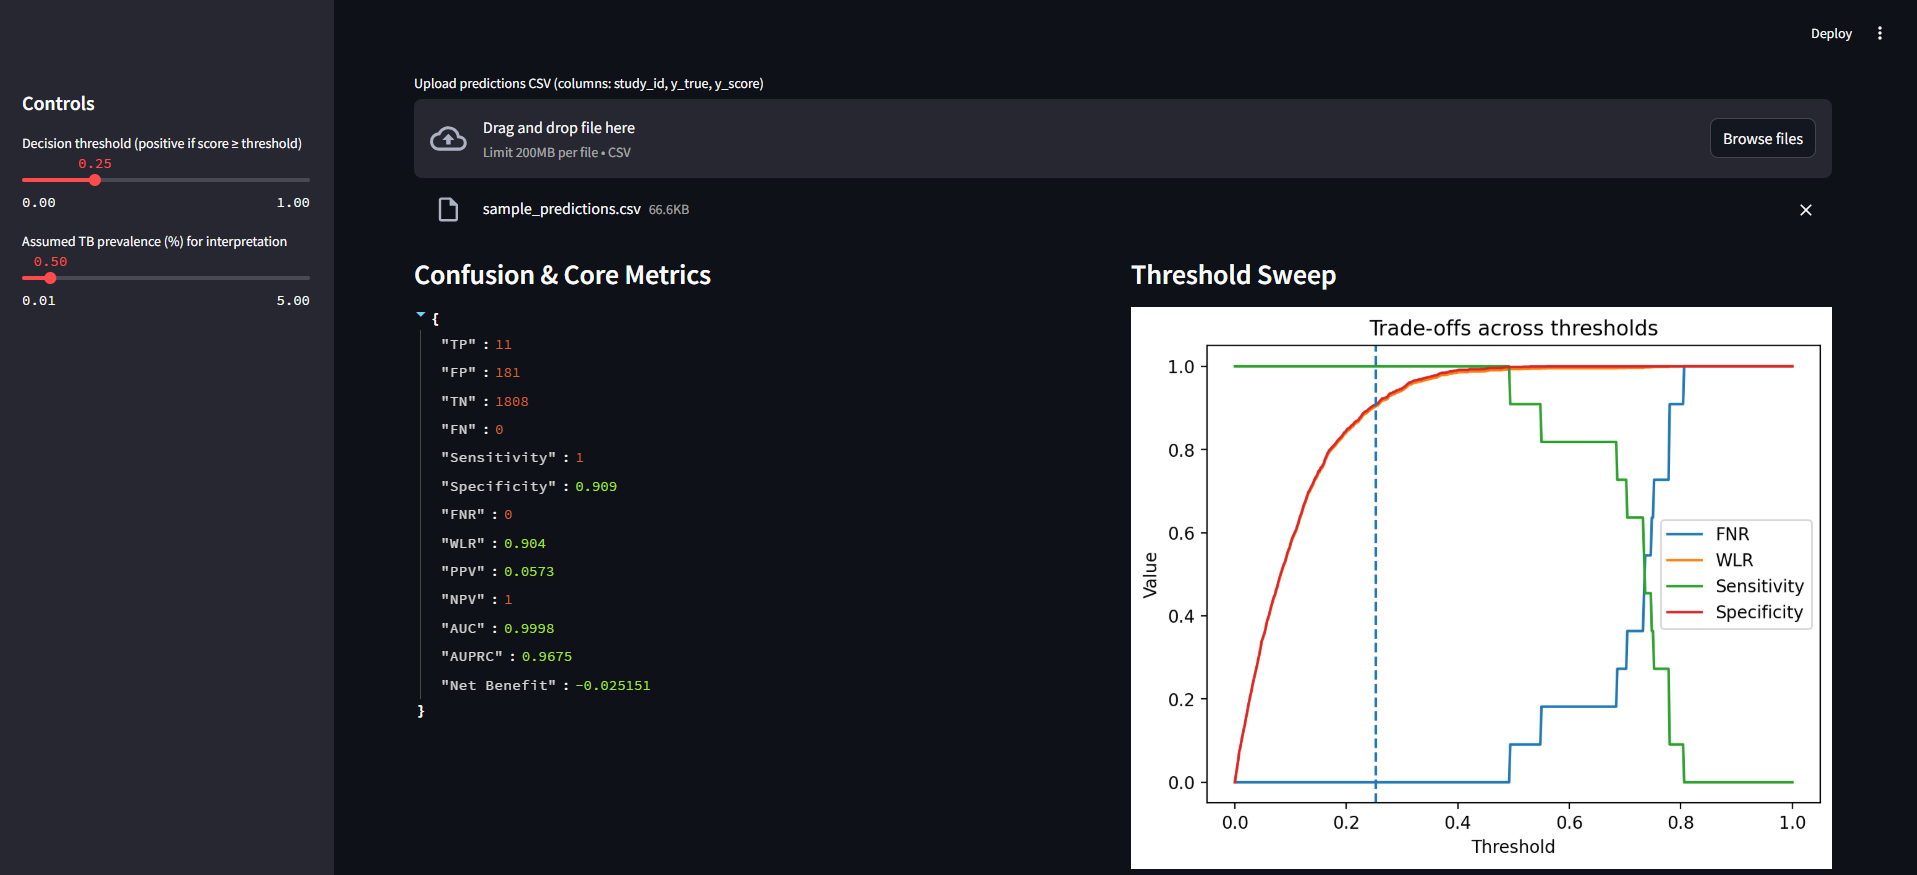 Deploy
Controls
Decision threshold (positive if score ≥ threshold)
0.25
0.00 1.00
Assumed TB prevalence (%) for interpretation
0.50
0.01 5.00
Upload predictions CSV (columns: study_id, y_true, y_score)
Drag and drop file here
Limit 200MB per file • CSV
Browse files
sample_predictions.csv 66.6KB
Confusion & Core Metrics
{
"TP" : 11
"FP" : 181
"TN" : 1808
"FN" : 0
"Sensitivity" : 1
"Specificity" : 0.909
"FNR" : 0
"WLR" : 0.904
"PPV" : 0.0573
"NPV" : 1
"AUC" : 0.9998
"AUPRC" : 0.9675
"Net Benefit" : -0.025151
}
Threshold Sweep
Trade-offs across thresholds
1.0
0.8
0.6
0.4
0.2
0.0
Value
FNR
WLR
Sensitivity
Specificity
0.0 0.2 0.4 0.6 0.8 1.0
Threshold